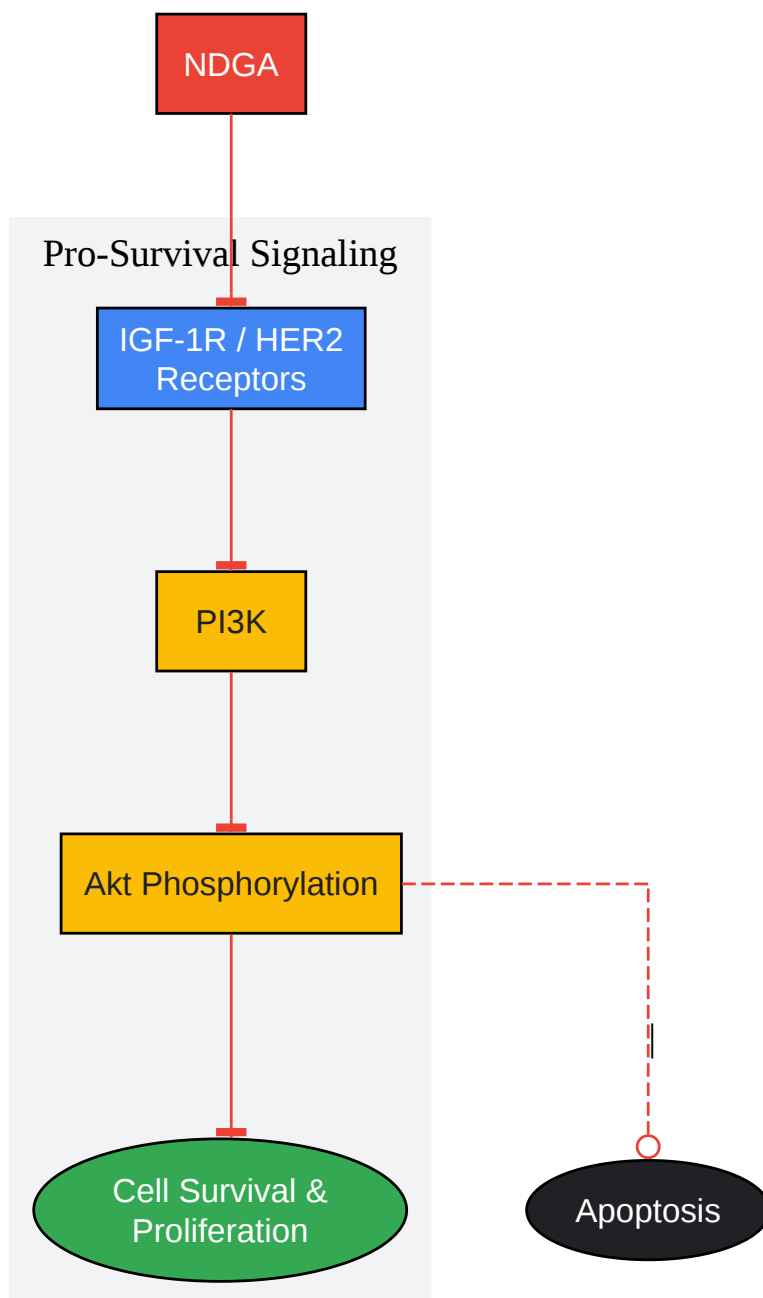 NDGA
Pro-Survival Signaling
IGF-1R / HER2
Receptors
PI3K
Akt Phosphorylation
Cell Survival &
Proliferation
Apoptosis